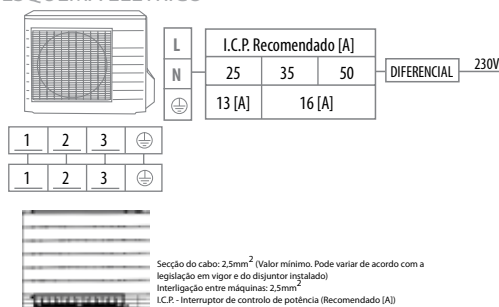 ESQUEMA ELÉTRICO
L
I.C.P. Recomendado [A]
N
25 35 50
DIFERENCIAL
230V
13 [A] 16 [A]
1 2 3
1 2 3
Secção do cabo: 2,5mm2 (Valor mínimo. Pode variar de acordo com a
legislação em vigor e do disjuntor instalado)
Interligação entre máquinas: 2,5mm2
I.C.P. - Interruptor de controlo de potência (Recomendado [A])